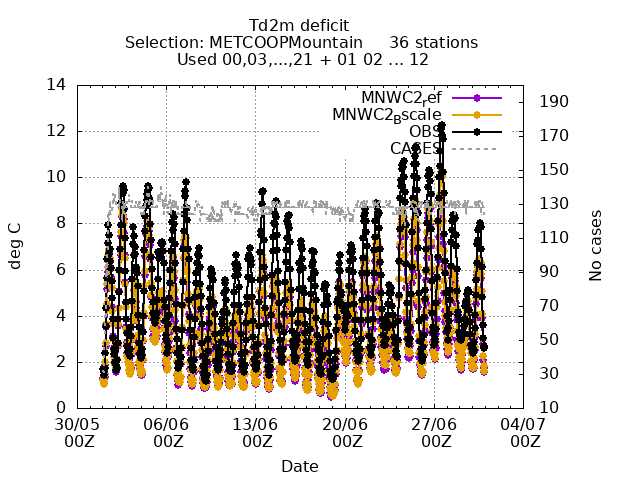 Td2m deficit
Selection: METCOOPMountain 36 stations
Used 00,03,...,21 + 01 02 ... 12
MNWC2ref
MNWC2Bscale
OBS
CASES
14
12
10
8
6
4
2
0
190
170
150
130
110
90
70
50
30
10
deg C
No cases
30/05 06/06 13/06 20/06 27/06 04/07
00Z 00Z 00Z 00Z 00Z 00Z
Date